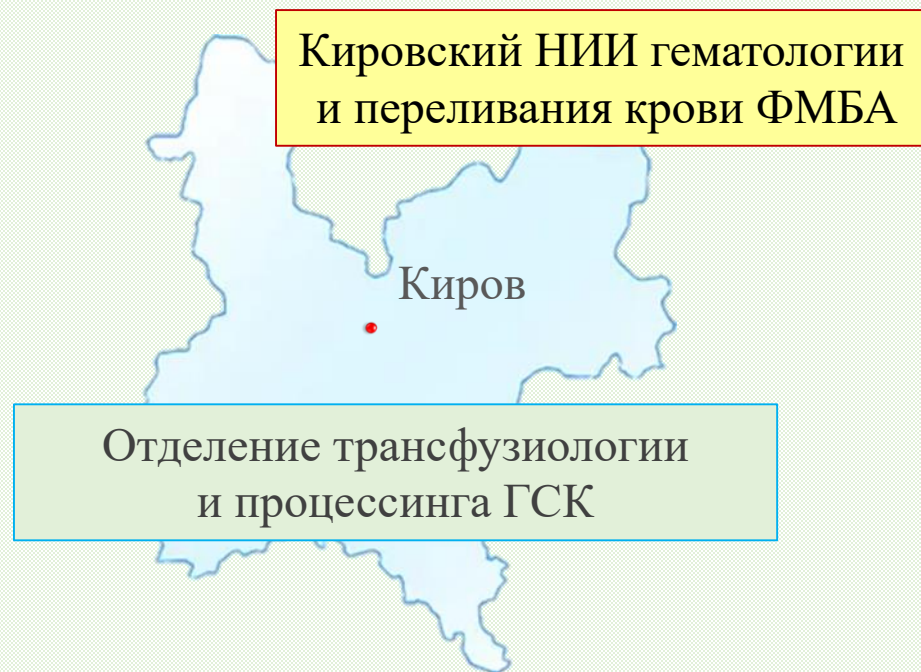 Кировский НИИ гематологии
и переливания крови ФМБА
Киров
Отделение трансфузиологии
и процессинга ГСК